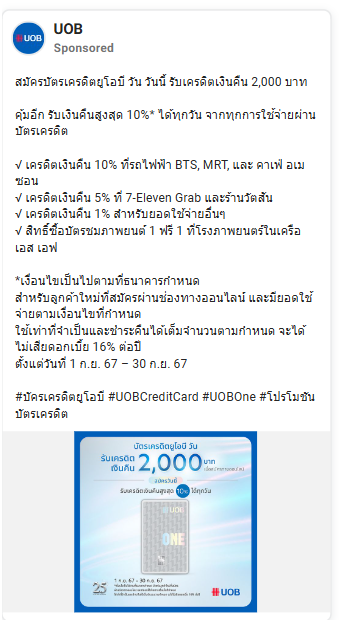 UOB
UOB
Sponsored
สมัครบัตรเครดิตยูโอบี วัน วันนี้ รับเครดิตเงินคืน 2,000 บาท
คุ้มอีก รับเงินคืนสูงสุด 10%* ได้ทุกวัน จากทุกการใช้จ่ายผ่าน
บัตรเครดิต
√ เครดิตเงินคืน 10% ที่รถไฟฟ้า BTS, MRT, และ คาเฟ่ อเม
ซอน
√ เครดิตเงินคืน 5% ที่ 7-Eleven Grab และร้านวัตสัน
√ เครดิตเงินคืน 1% สำหรับยอดใช้จ่ายอื่นๆ
√ สิทธิ์ซื้อบัตรชมภาพยนต์ 1 ฟรี 1 ที่โรงภาพยนตร์ในเครือ
เอส เอฟ
*เงื่อนไขเป็นไปตามที่ธนาคารกำหนด
สำหรับลูกค้าใหม่ที่สมัครผ่านช่องทางออนไลน์ และมียอดใช้
จ่ายตามเงื่อนไขที่กำหนด
ใช้เท่าที่จำเป็นและชำระคืนได้เต็มจำนวนตามกำหนด จะได้
ไม่เสียดอกเบี้ย 16% ต่อปี
ตั้งแต่วันที่ 1 ก.ย. 67 – 30 ก.ย. 67
#บัครเครดิตยูโอบี #UOBCreditCard #UOBOne #โปรโมชัน
บัตรเครดิต
บัตรเครดิตยูโอบี วัน
รับเครดิต
เงินคืน 2,000 บาท
สมัครวันนี้
รับเครดิตเงินคืนสูงสุด 10% ได้ทุกวัน
UOB
ONE
1 ก.ย. 67 - 30 ก.ย. 67
25
UOB